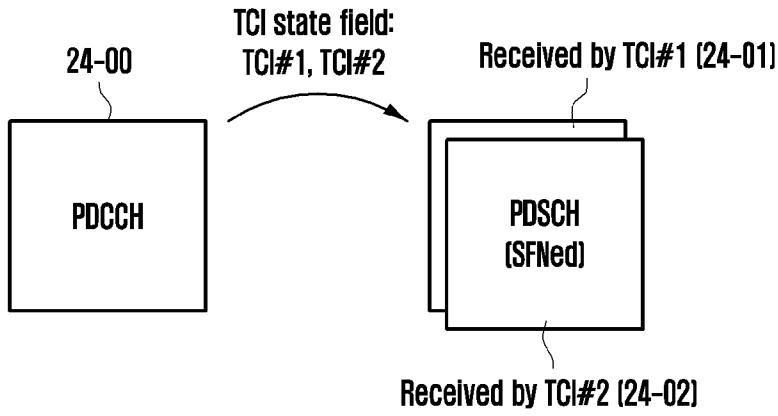 TCI state field:
TCI#1, TCI#2
24-00
Received by TCI#1 (24-01)
PDCCH
PDSCH
(SFNed)
Received by TCI#2 (24-02)